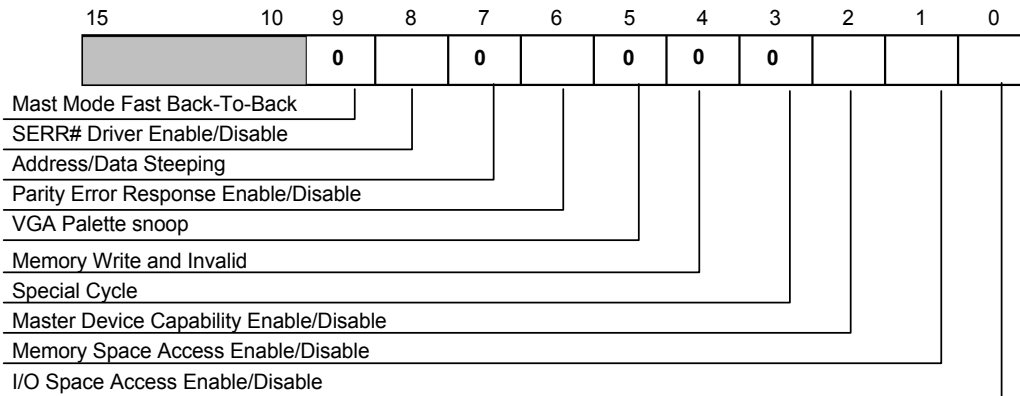 15 10 9 8 7 6 5 4 3 2 1 0
0 0 0 0 0
Mast Mode Fast Back-To-Back
SERR# Driver Enable/Disable
Address/Data Steeping
Parity Error Response Enable/Disable
VGA Palette snoop
Memory Write and Invalid
Special Cycle
Master Device Capability Enable/Disable
Memory Space Access Enable/Disable
I/O Space Access Enable/Disable